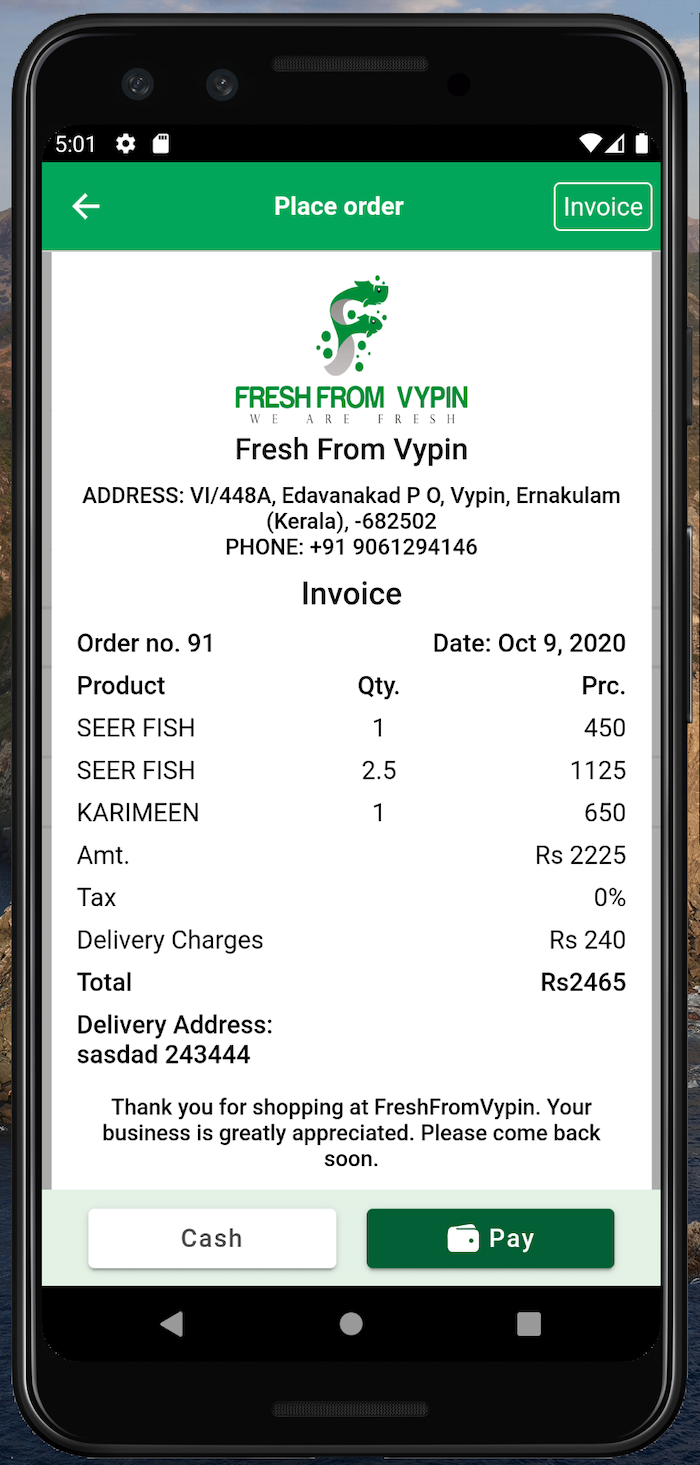 5:01
Place order
Invoice
FRESH FROM VYPIN
WE ARE FRESH
Fresh From Vypin
ADDRESS: VI/448A, Edavanakad P O, Vypin, Ernakulam
(Kerala), -682502
PHONE: +91 9061294146
Invoice
Order no. 91 Date: Oct 9, 2020
Product Qty. Prc.
SEER FISH 1 450
SEER FISH 2.5 1125
KARIMEEN 1 650
Amt. Rs 2225
Tax 0%
Delivery Charges Rs 240
Total Rs2465
Delivery Address:
sasdad 243444
Thank you for shopping at FreshFromVypin. Your
business is greatly appreciated. Please come back
soon.
Cash Pay